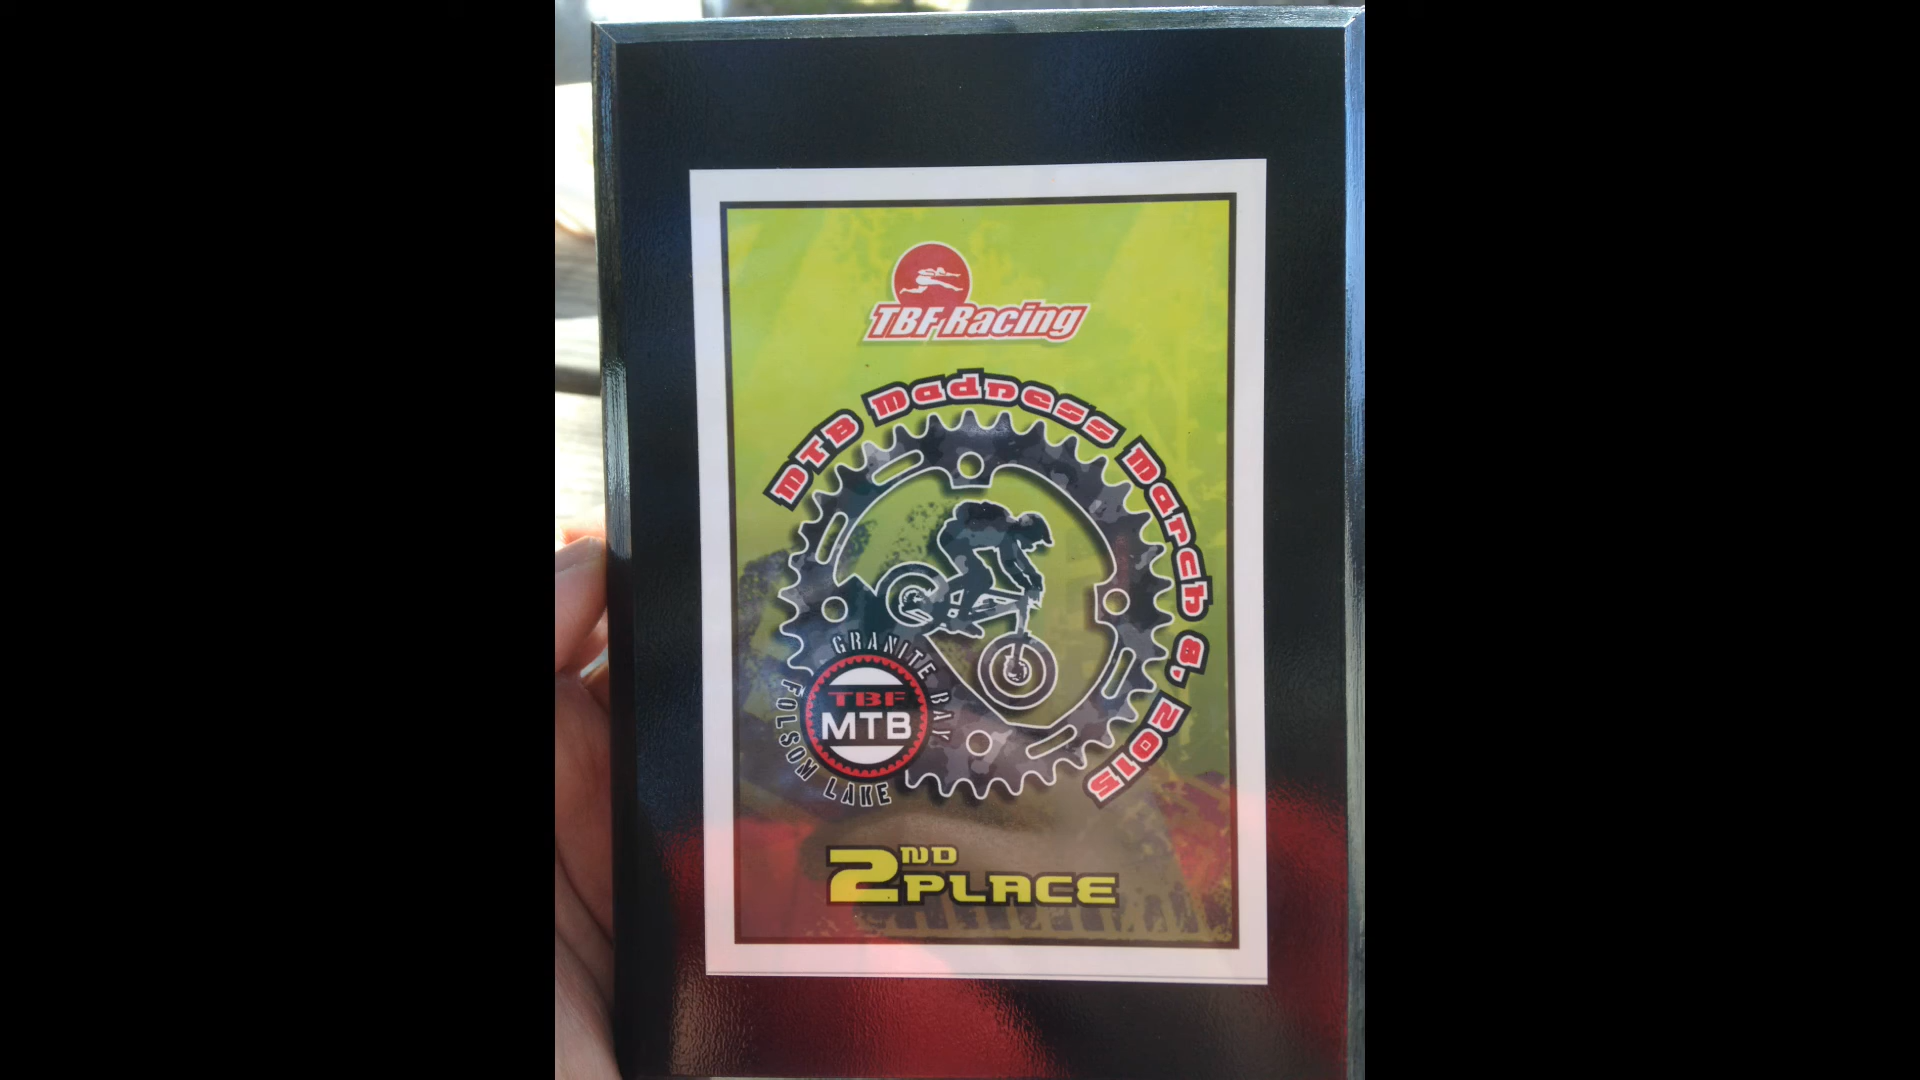 TBF Racing
MTB Madness March 8, 2015
GRANITE BAY
TBF
MTB
FOLSOM LAKE
2ND PLACE